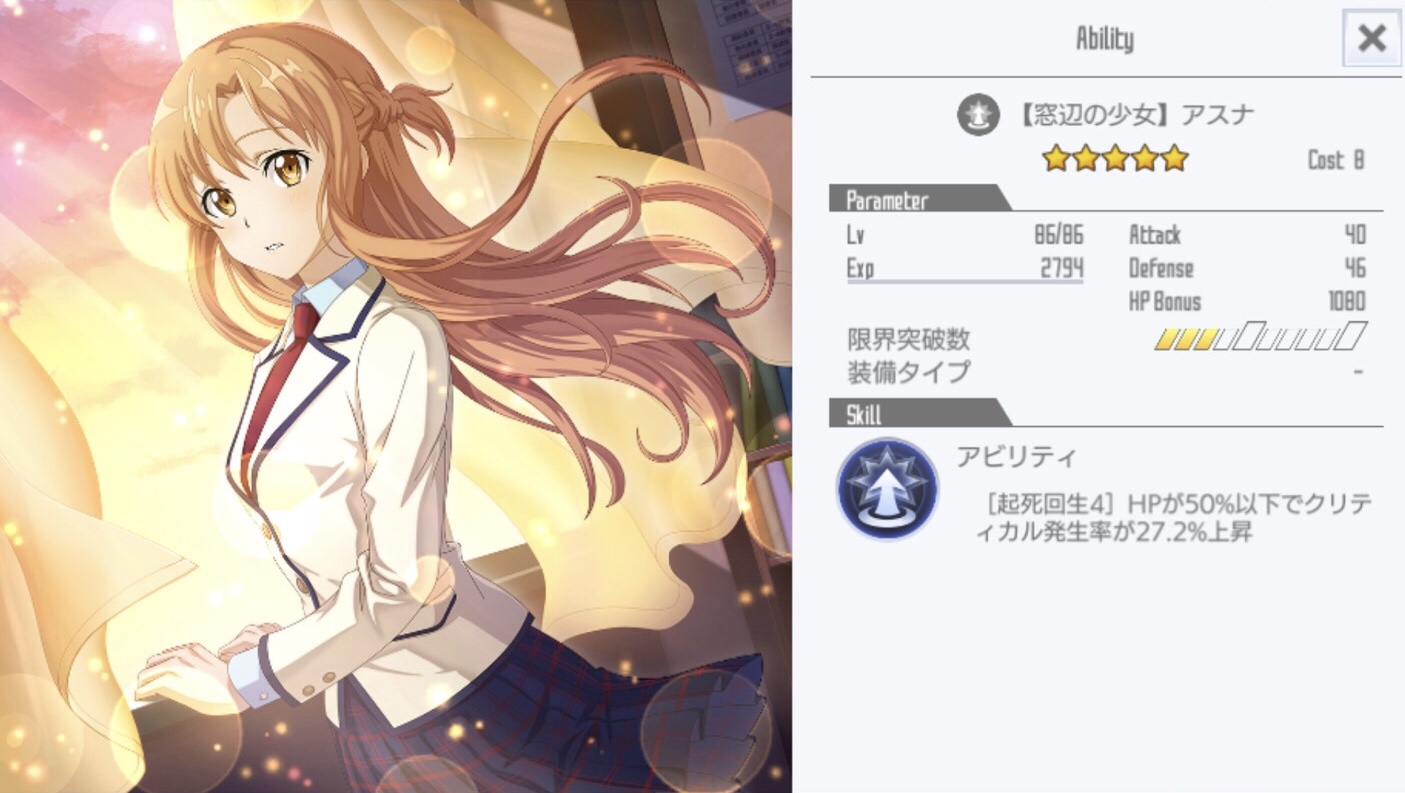 Ability
【窓辺の少女】アスナ
Cost 8
Parameter
Lv 86/86 Attack 40
Exp 2794 Defense 46
HP Bonus 1080
限界突破数
装備タイプ -
Skill
アビリティ
[起死回生4] HPが50%以下でクリテ
ィカル発生率が27.2%上昇